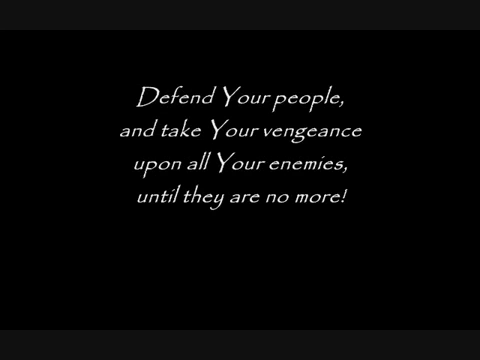 Defend Your people,
and take Your vengeance
upon all Your enemies,
until they are no more!